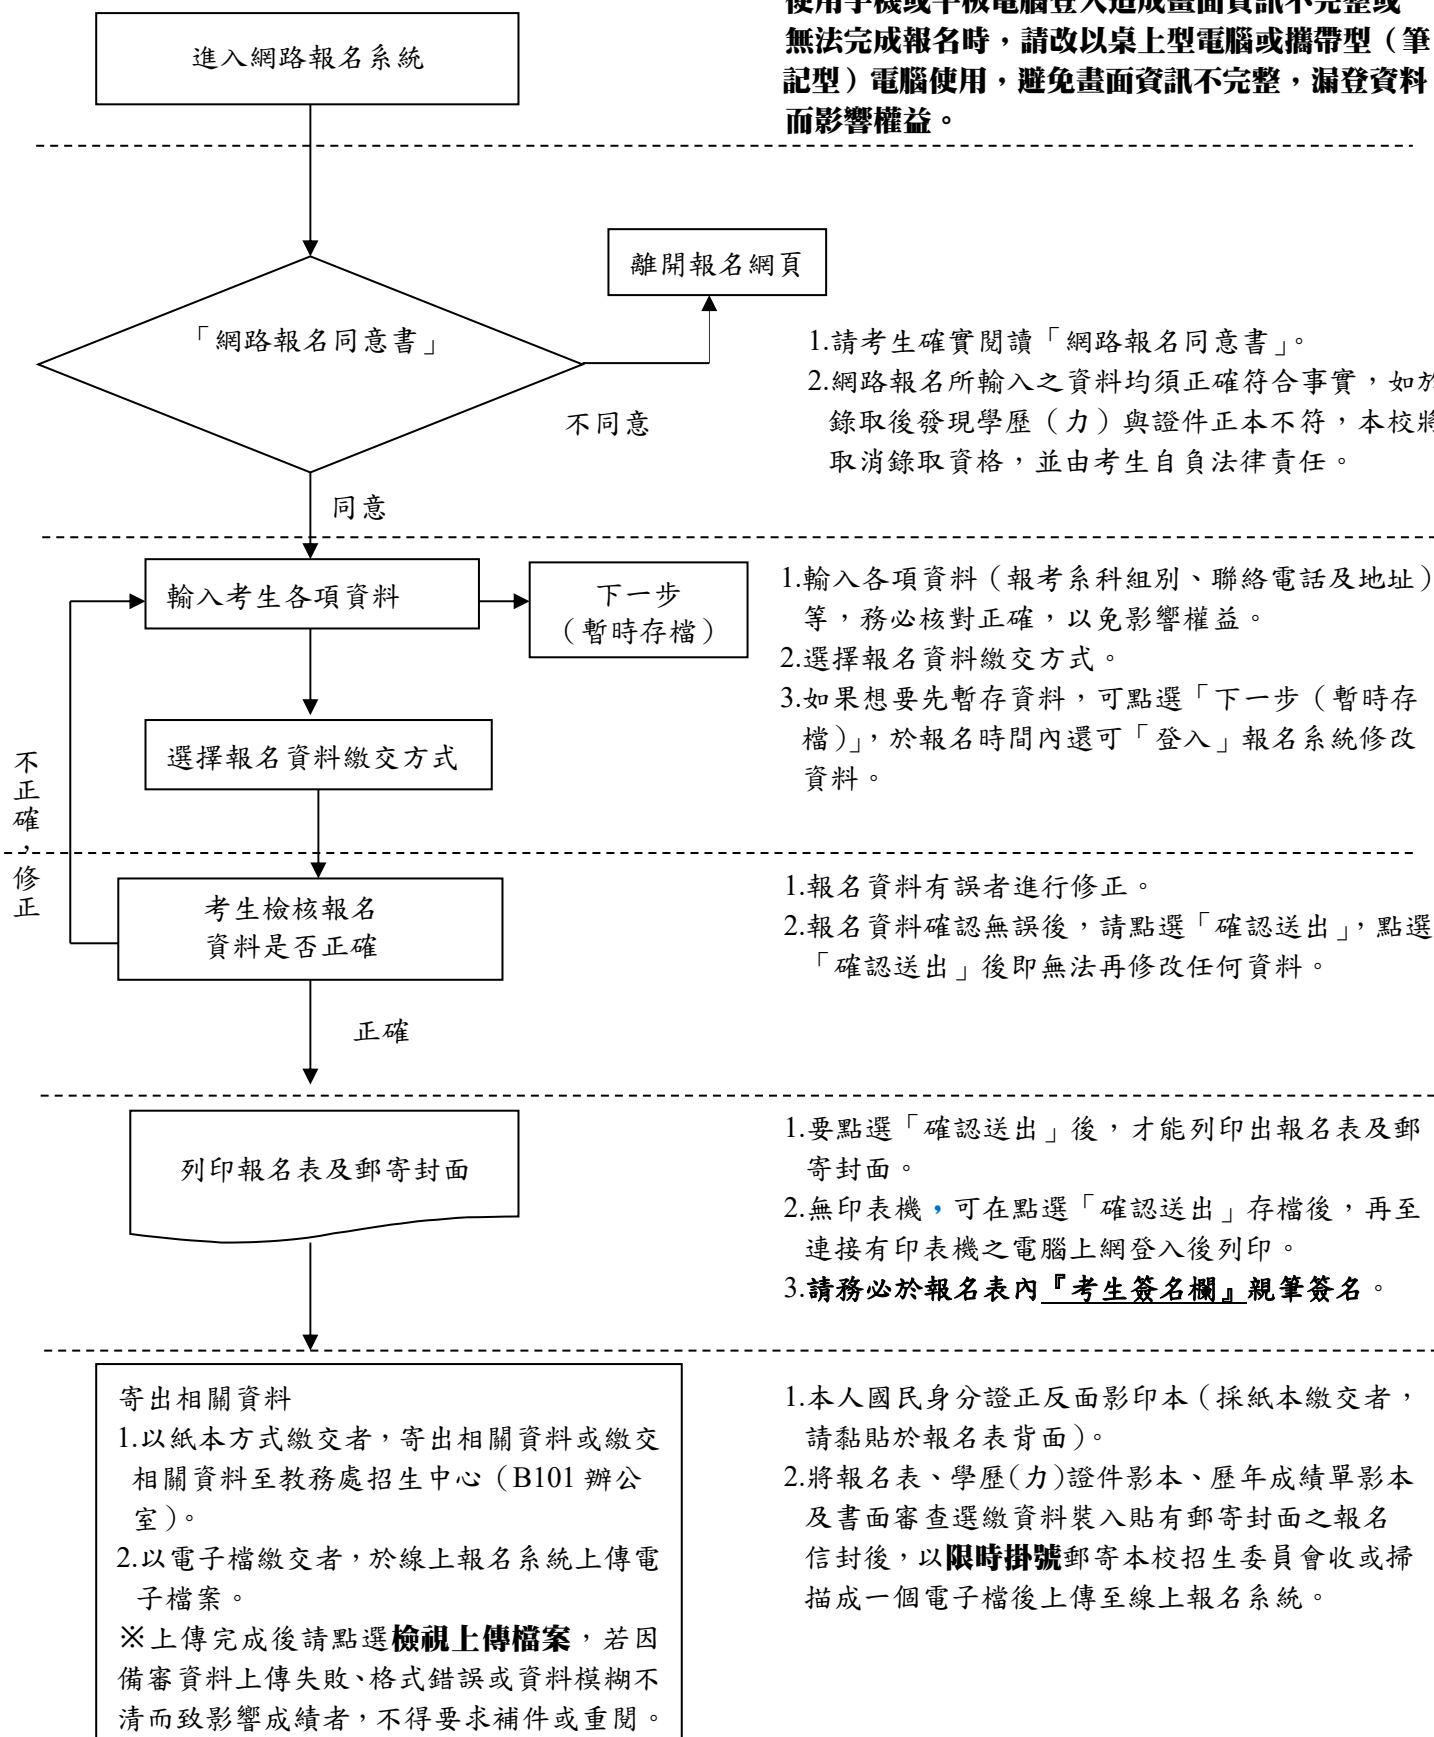 使用手機或平板電腦登入造成畫面資訊不完整或
無法完成報名時，請改以桌上型電腦或攜帶型（筆
記型）電腦使用，避免畫面資訊不完整，漏登資料
而影響權益。
進入網路報名系統
離開報名網頁
「網路報名同意書」
不同意
同意
1.請考生確實閱讀「網路報名同意書」。
2.網路報名所輸入之資料均須正確符合事實，如於
錄取後發現學歷（力）與證件正本不符，本校將
取消錄取資格，並由考生自負法律責任。
輸入考生各項資料
下一步
（暫時存檔）
選擇報名資料繳交方式
不正確，修正
1.輸入各項資料（報考系科組別、聯絡電話及地址）
等，務必核對正確，以免影響權益。
2.選擇報名資料繳交方式。
3.如果想要先暫存資料，可點選「下一步（暫時存
檔）」，於報名時間內還可「登入」報名系統修改
資料。
考生檢核報名
資料是否正確
正確
1.報名資料有誤者進行修正。
2.報名資料確認無誤後，請點選「確認送出」，點選
「確認送出」後即無法再修改任何資料。
列印報名表及郵寄封面
1.要點選「確認送出」後，才能列印出報名表及郵
寄封面。
2.無印表機，可在點選「確認送出」存檔後，再至
連接有印表機之電腦上網登入後列印。
3.請務必於報名表內『考生簽名欄』親筆簽名。
寄出相關資料
1.以紙本方式繳交者，寄出相關資料或繳交
相關資料至教務處招生中心（B101 辦公
室）。
2.以電子檔繳交者，於線上報名系統上傳電
子檔案。
※上傳完成後請點選檢視上傳檔案，若因
備審資料上傳失敗、格式錯誤或資料模糊不
清而致影響成績者，不得要求補件或重閱。
1.本人國民身分證正反面影印本（採紙本繳交者，
請黏貼於報名表背面）。
2.將報名表、學歷(力)證件影本、歷年成績單影本
及書面審查選繳資料裝入貼有郵寄封面之報名
信封後，以限時掛號郵寄本校招生委員會收或掃
描成一個電子檔後上傳至線上報名系統。